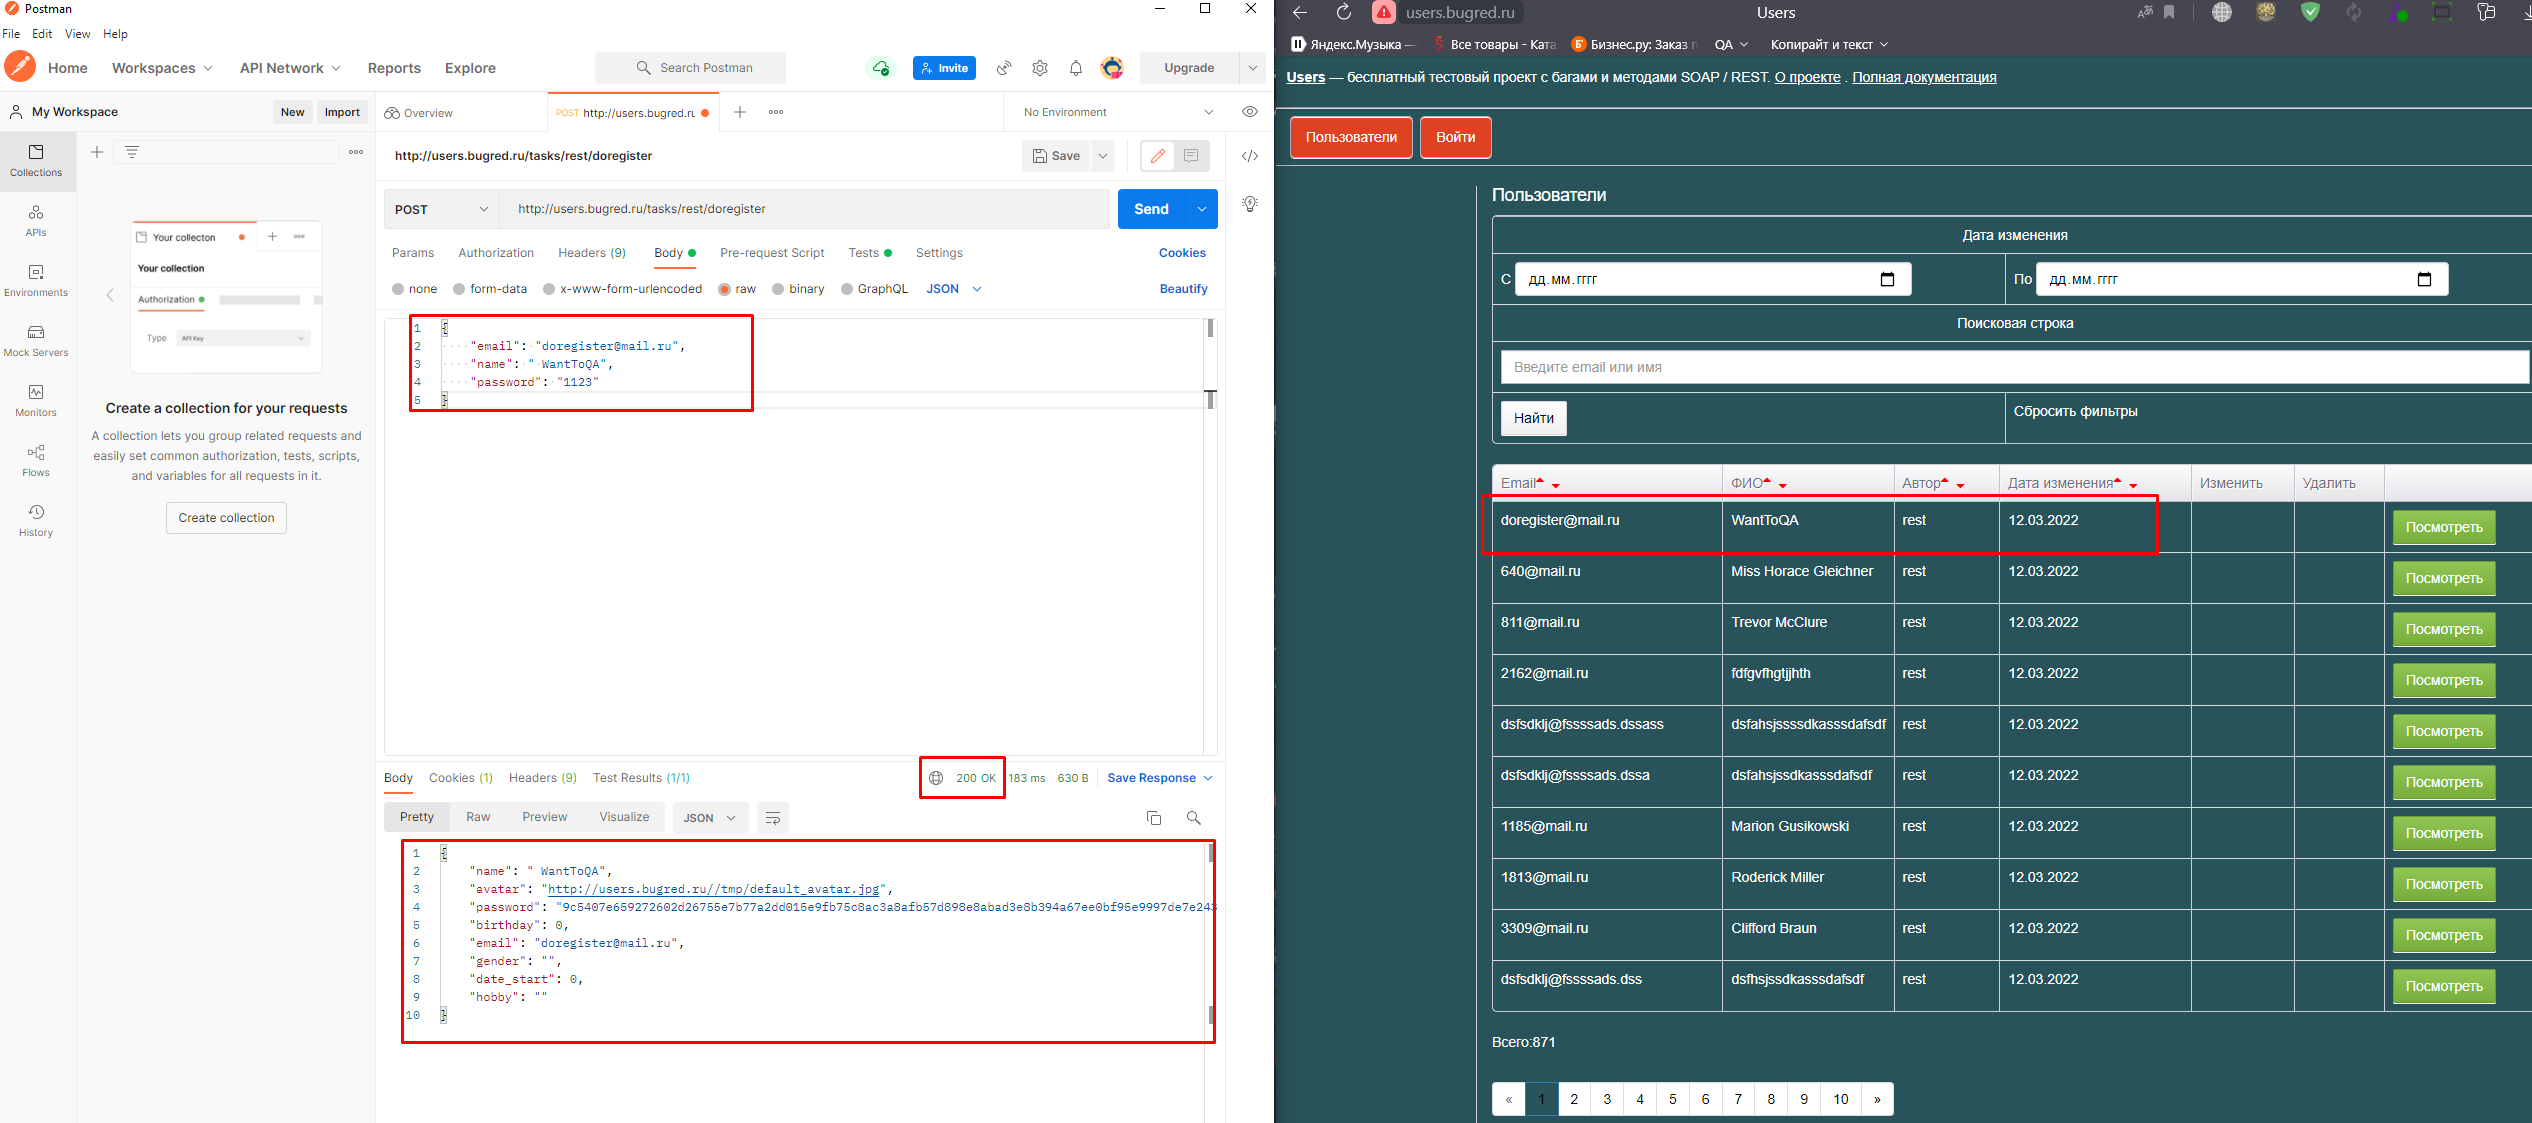 Postman
File Edit View Help
Home Workspaces API Network Reports Explore Search Postman Invite Upgrade
My Workspace New Import
Overview POST http://users.bugred.ru No Environment
Collections
APIs
Environments
Mock Servers
Monitors
Flows
History
Your collecton
Your collection
Authorization
Type API Key
Create a collection for your requests
A collection lets you group related requests and
easily set common authorization, tests, scripts,
and variables for all requests in it.
Create collection
http://users.bugred.ru/tasks/rest/doregister Save
POST http://users.bugred.ru/tasks/rest/doregister Send
Params Authorization Headers (9) Body Pre-request Script Tests Settings Cookies
none form-data x-www-form-urlencoded raw binary GraphQL JSON Beautify
1 {
2 "email": "doregister@mail.ru",
3 "name": " WantToQA",
4 "password": "1123"
5 }
Body Cookies (1) Headers (9) Test Results (1/1) 200 OK 183 ms 630 B Save Response
Pretty Raw Preview Visualize JSON
1 {
2 "name": " WantToQA",
3 "avatar": "http://users.bugred.ru//tmp/default_avatar.jpg",
4 "password": "9c5407e659272602d26755e7b77a2dd015e9fb75c8ac3a8afb57d898e8abad3e8b394a67ee0bf95e9997de7e243
5 "birthday": 0,
6 "email": "doregister@mail.ru",
7 "gender": "",
8 "date_start": 0,
9 "hobby": ""
10 }
users.bugred.ru Users
Яндекс.Музыка — Все товары - Ката Бизнес.ру: Заказ п QA Копирайт и текст
Users — бесплатный тестовый проект с багами и методами SOAP / REST. О проекте . Полная документация
Пользователи Войти
Пользователи
Дата изменения
С дд.мм.гггг По дд.мм.гггг
Поисковая строка
Введите email или имя
Найти Сбросить фильтры
Email ФИО Автор Дата изменения Изменить Удалить
doregister@mail.ru WantToQA rest 12.03.2022 Посмотреть
640@mail.ru Miss Horace Gleichner rest 12.03.2022 Посмотреть
811@mail.ru Trevor McClure rest 12.03.2022 Посмотреть
2162@mail.ru fdfgvfhgtjjhth rest 12.03.2022 Посмотреть
dsfsdklj@fssssads.dssass dsfahsjssssdkasssdafsdf rest 12.03.2022 Посмотреть
dsfsdklj@fssssads.dssa dsfahsjssdkasssdafsdf rest 12.03.2022 Посмотреть
1185@mail.ru Marion Gusikowski rest 12.03.2022 Посмотреть
1813@mail.ru Roderick Miller rest 12.03.2022 Посмотреть
3309@mail.ru Clifford Braun rest 12.03.2022 Посмотреть
dsfsdklj@fssssads.dss dsfhsjssdkasssdafsdf rest 12.03.2022 Посмотреть
Всего:871
« 1 2 3 4 5 6 7 8 9 10 »